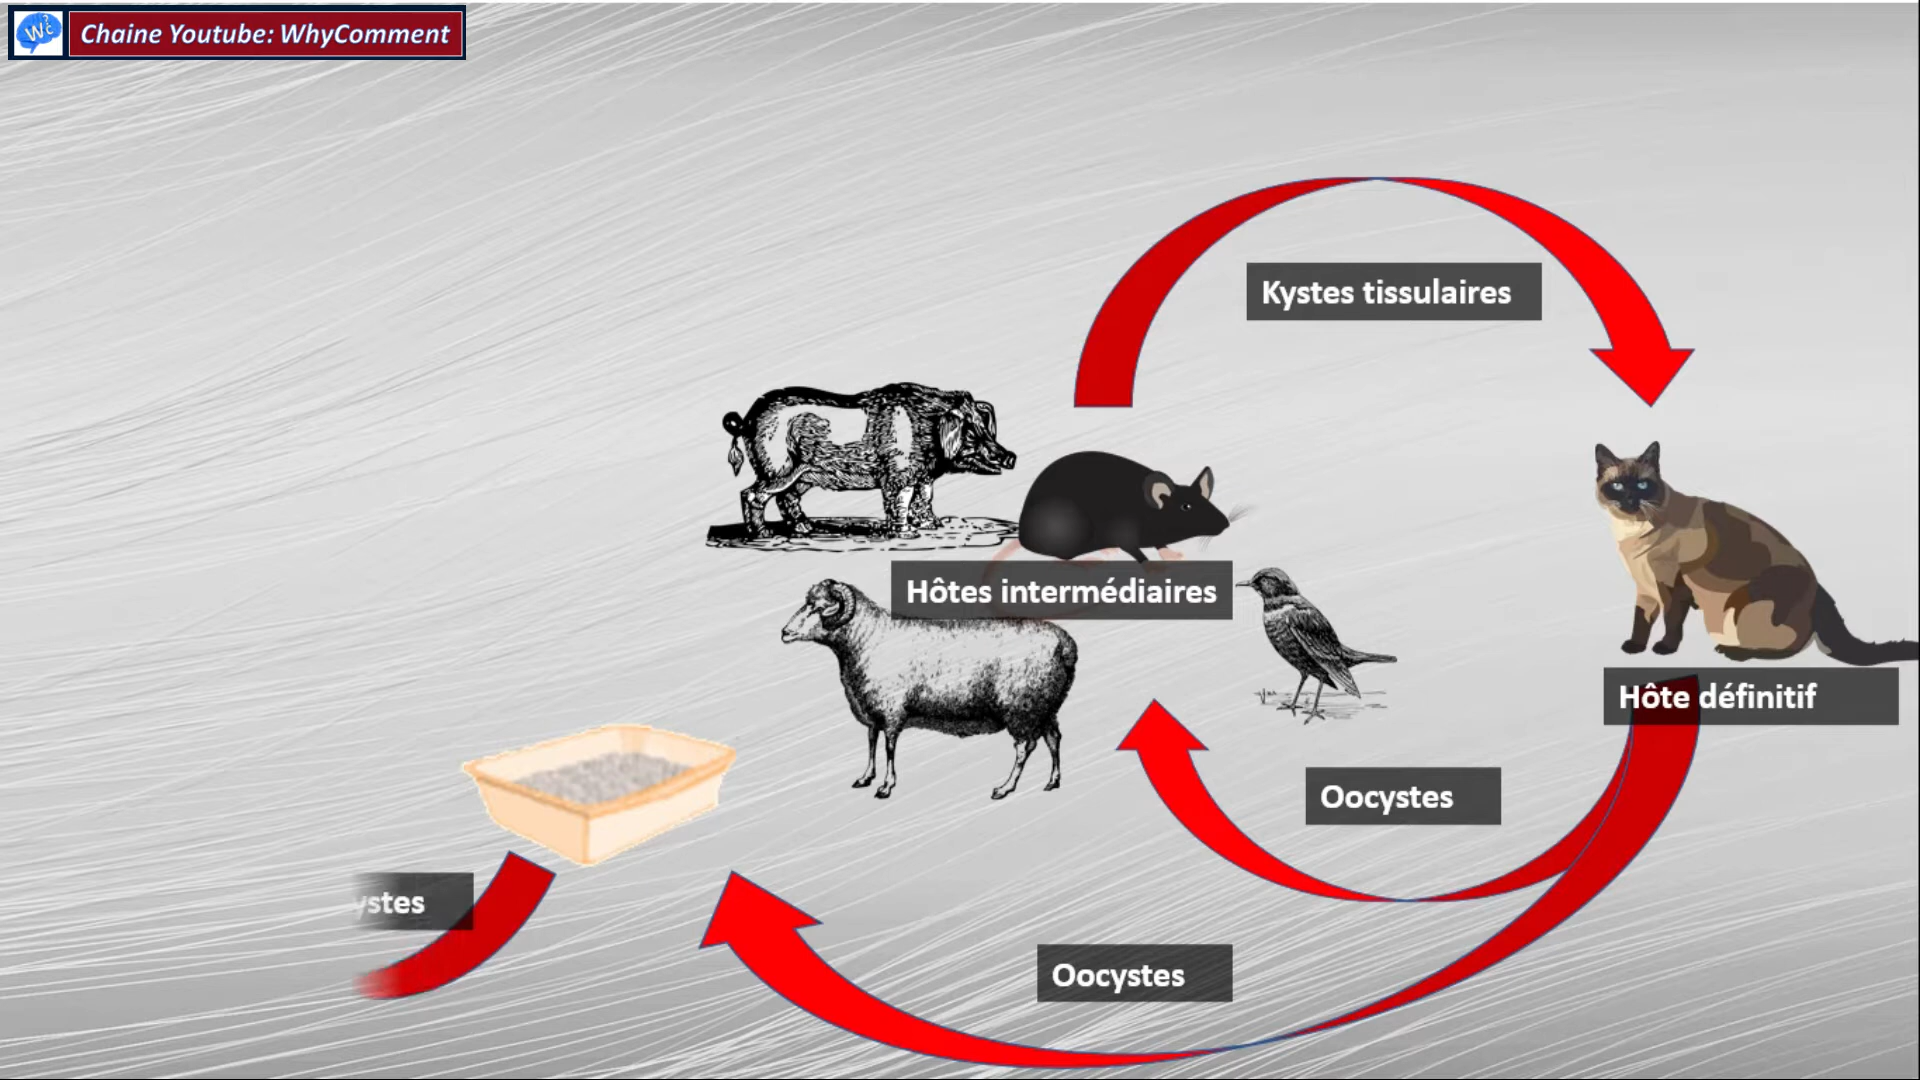 Chaine Youtube: WhyComment
Kystes tissulaires
Hôtes intermédiaires
Hôte définitif
Oocystes
Oocystes